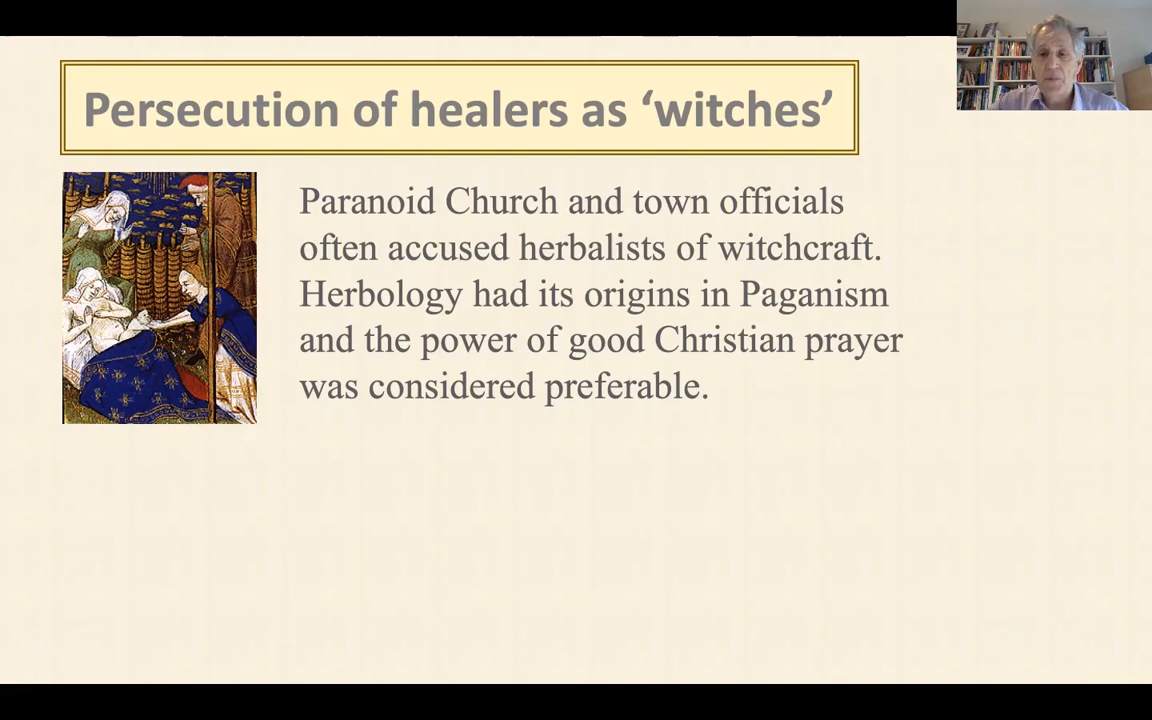 Persecution of healers as ‘witches’
Paranoid Church and town officials
often accused herbalists of witchcraft.
Herbology had its origins in Paganism
and the power of good Christian prayer
was considered preferable.